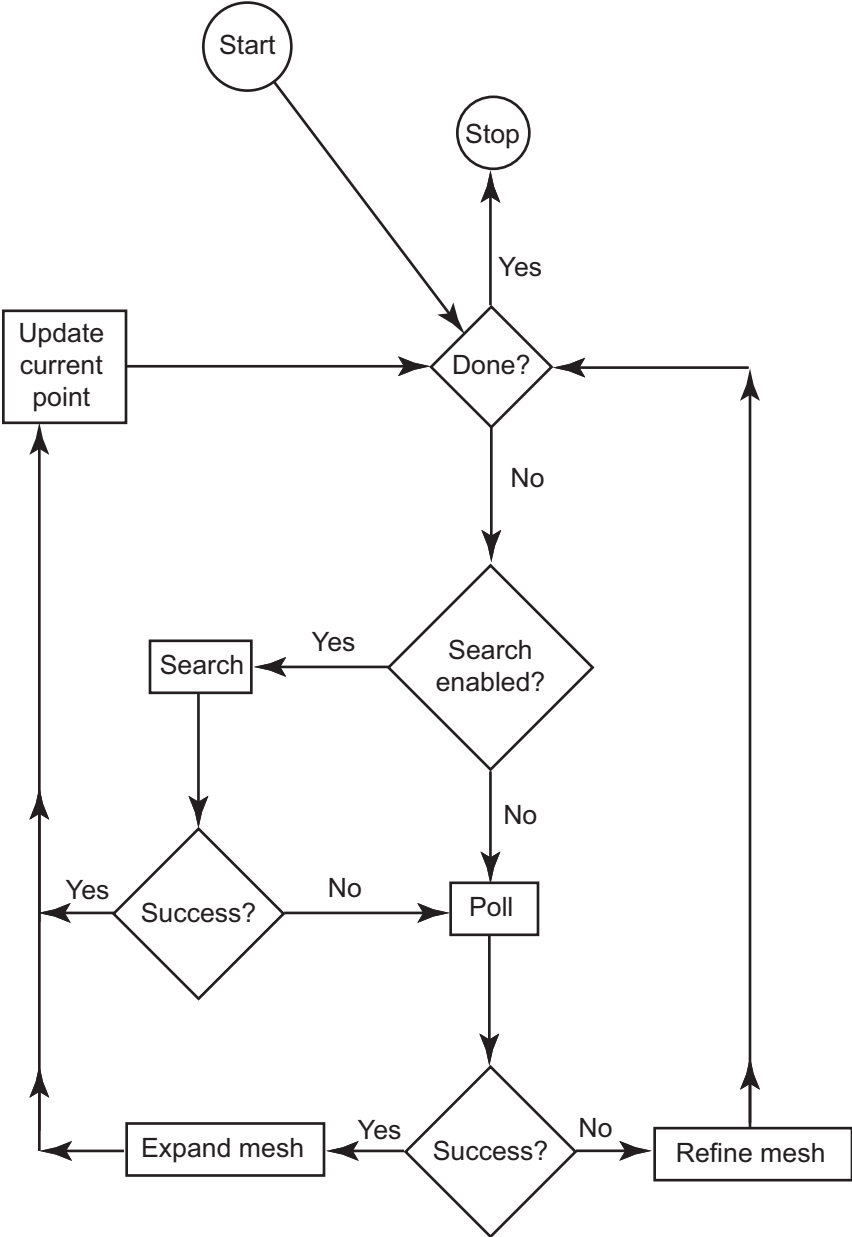 Start
Stop
Yes
Update
current
point
Done?
No
Yes
Search
Search
enabled?
No
Yes
Success?
No
Poll
Expand mesh
Yes
Success?
No
Refine mesh